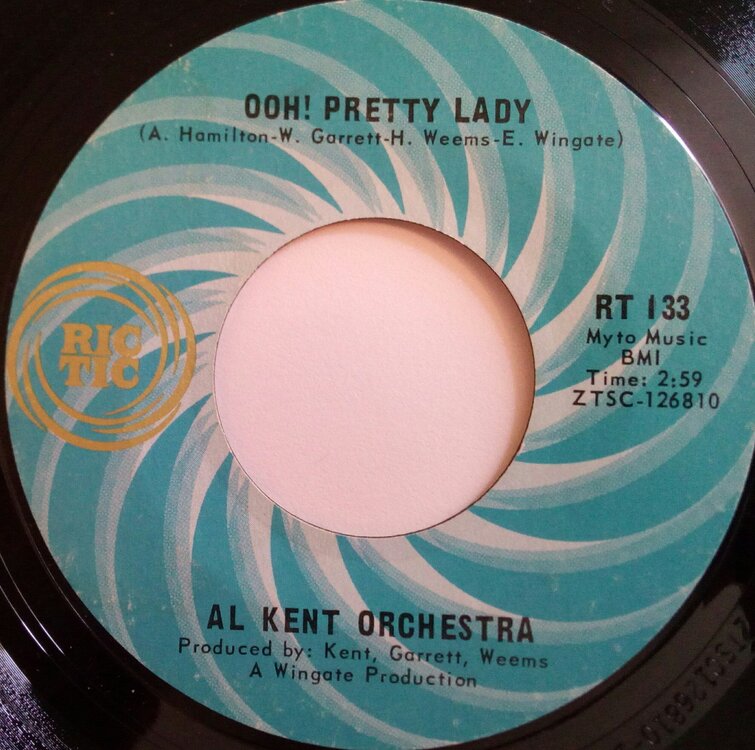 OOH! PRETTY LADY
(A. Hamilton-W. Garrett-H. Weems-E. Wingate)
RIC
TIC
RT 133
Myto Music
BMI
Time: 2:59
ZTSC-126810
AL KENT ORCHESTRA
Produced by: Kent, Garrett, Weems
A Wingate Production
ZTSC126810